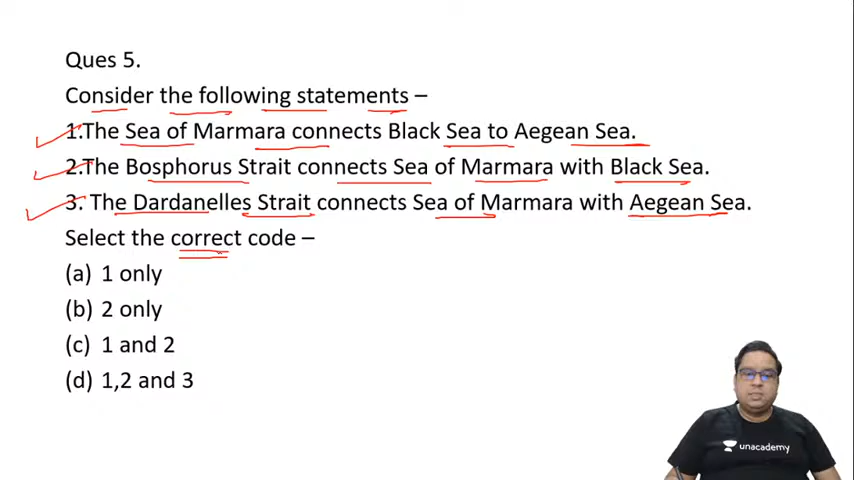 Ques 5.
Consider the following statements –
1.The Sea of Marmara connects Black Sea to Aegean Sea.
2.The Bosphorus Strait connects Sea of Marmara with Black Sea.
3. The Dardanelles Strait connects Sea of Marmara with Aegean Sea.
Select the correct code –
(a) 1 only
(b) 2 only
(c) 1 and 2
(d) 1,2 and 3
unacademy